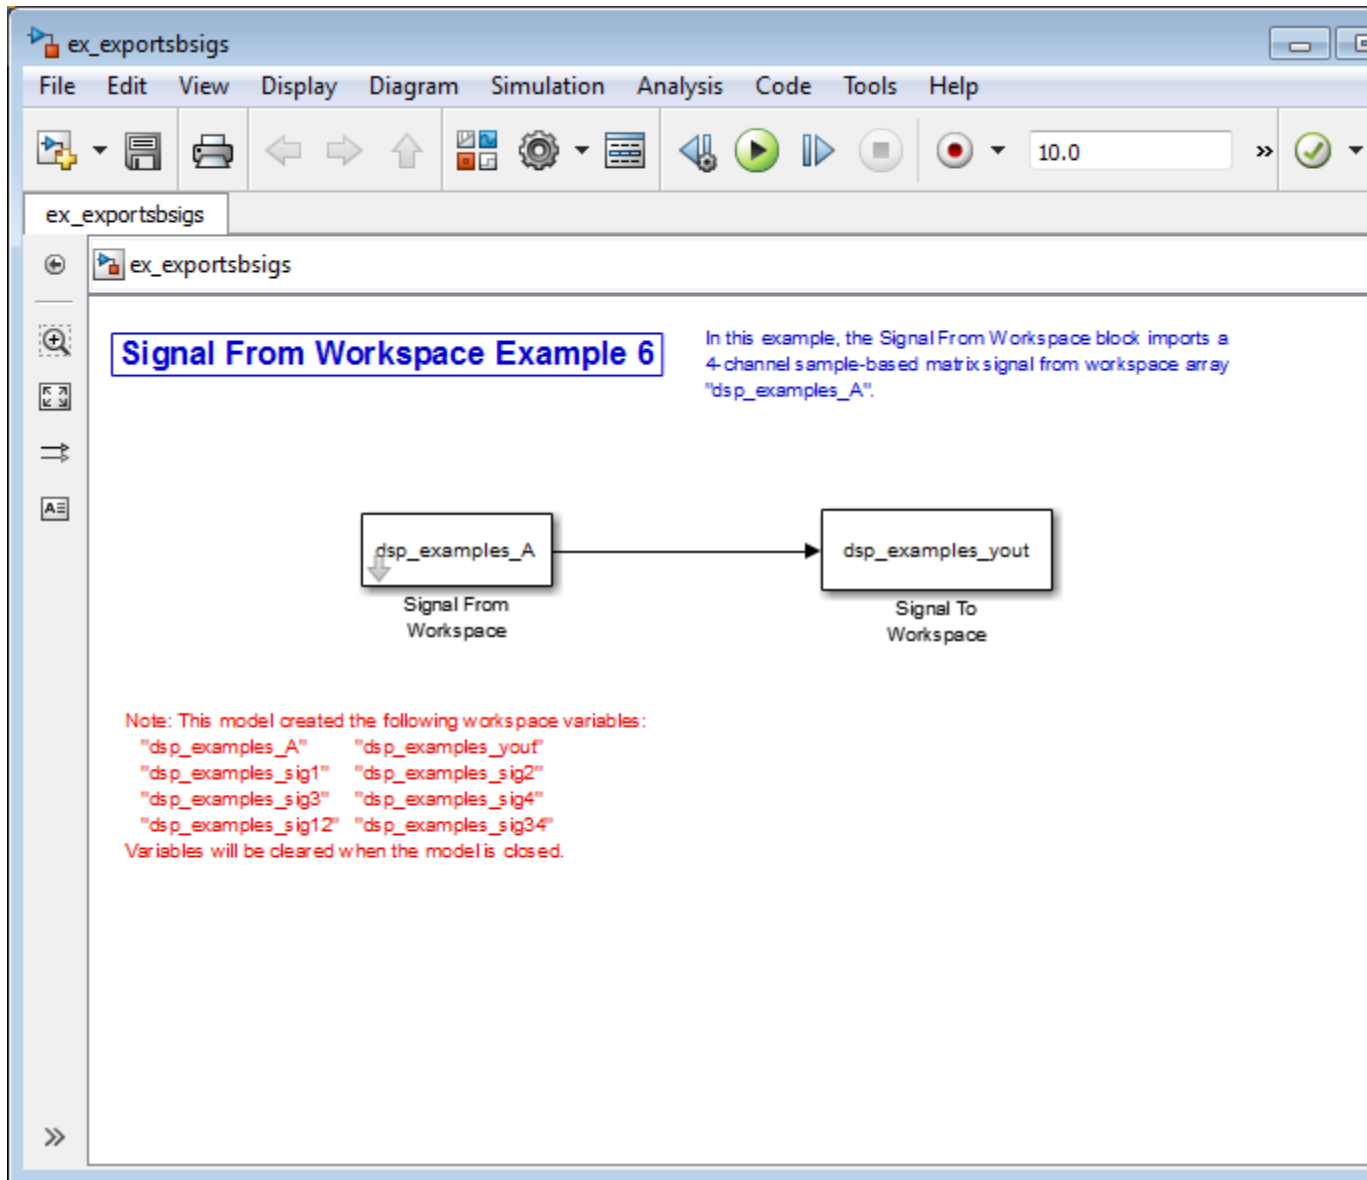 ex_exportsbsigs
File Edit View Display Diagram Simulation Analysis Code Tools Help
10.0
ex_exportsbsigs
ex_exportsbsigs
Signal From Workspace Example 6
In this example, the Signal From Workspace block imports a
4-channel sample-based matrix signal from workspace array
"dsp_examples_A".
dsp_examples_A
Signal From
Workspace
dsp_examples_yout
Signal To
Workspace
Note: This model created the following workspace variables:
"dsp_examples_A" "dsp_examples_yout"
"dsp_examples_sig1" "dsp_examples_sig2"
"dsp_examples_sig3" "dsp_examples_sig4"
"dsp_examples_sig12" "dsp_examples_sig34"
Variables will be cleared when the model is closed.